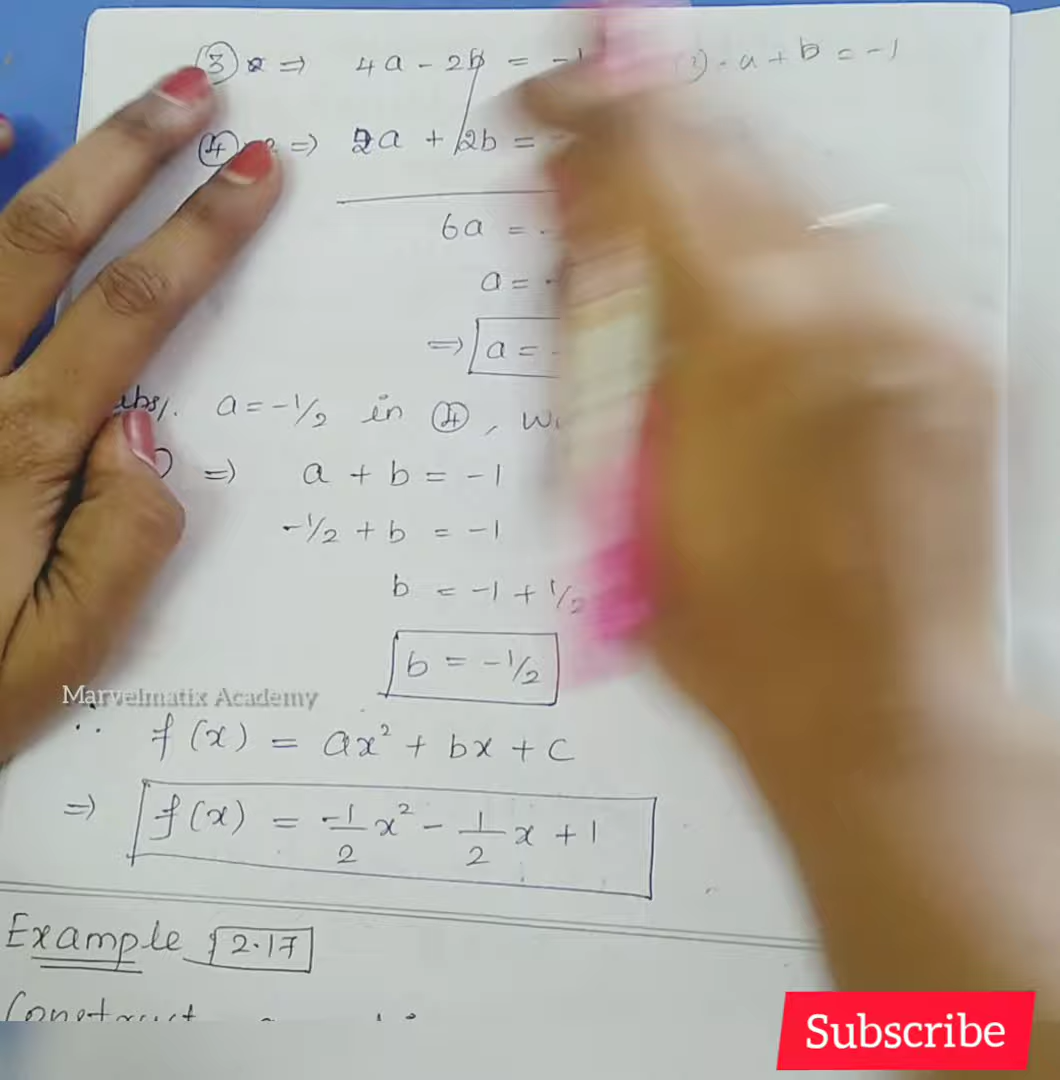 ③ ⇒ 4a - 2b = -1 a + b = -1
④ ⇒ 2a + 2b =
6a =
a = -
⇒ a = -
a = -1/2 in ④,
⇒ a + b = -1
-1/2 + b = -1
b = -1 + 1/2
b = -1/2
Marvelmatix Academy
∴ f(x) = ax² + bx + c
⇒ f(x) = -1/2 x² - 1/2 x + 1
Example 2.17
Construct
Subscribe